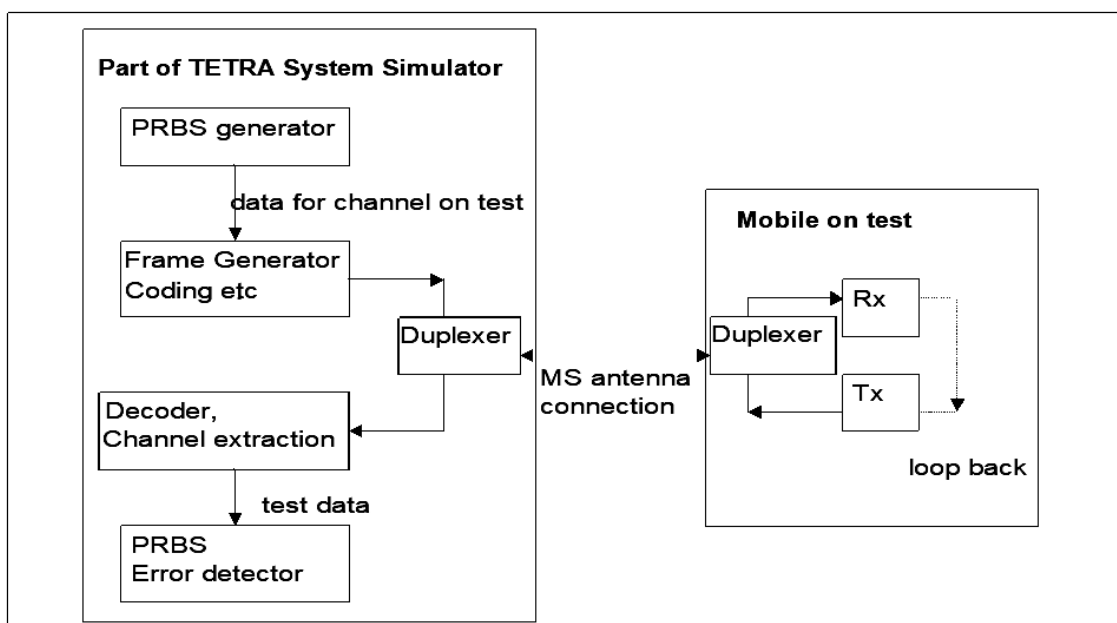 Part of TETRA System Simulator
PRBS generator
data for channel on test
Frame Generator
Coding etc
Duplexer
Decoder,
Channel extraction
test data
PRBS
Error detector
MS antenna
connection
Mobile on test
Rx
Duplexer
Tx
loop back